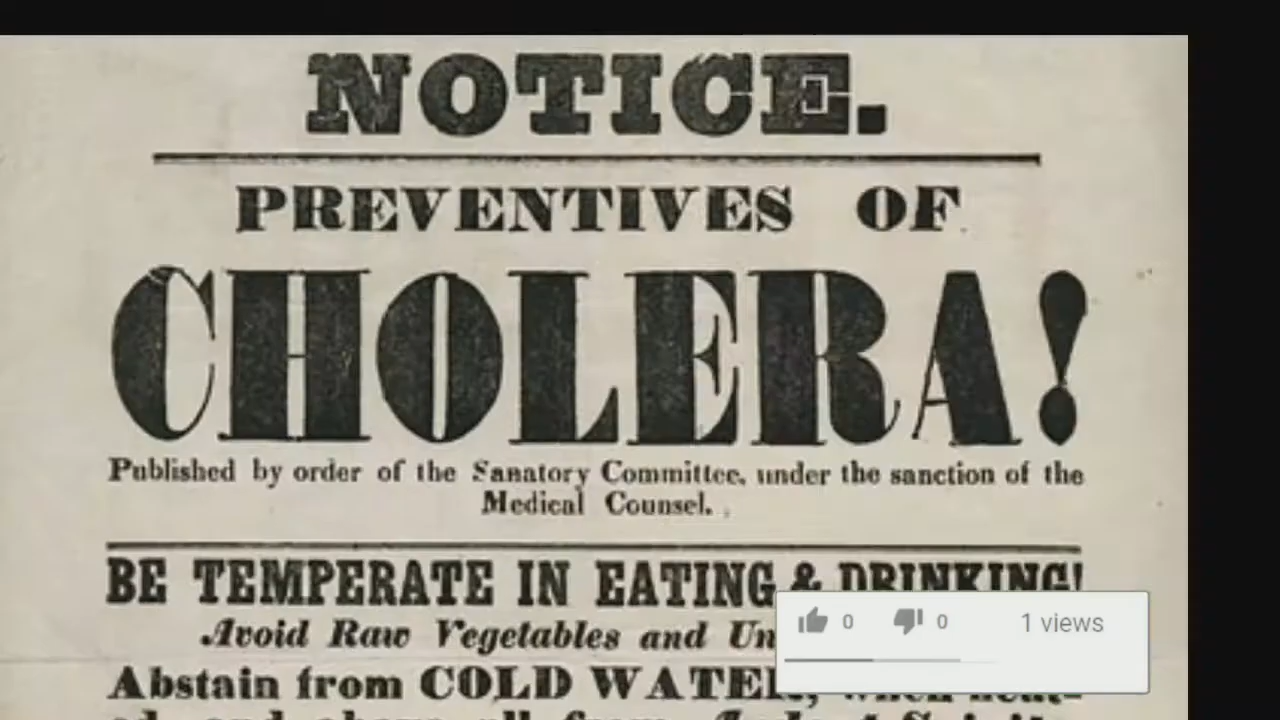 NOTICE.
PREVENTIVES OF
CHOLERA!
Published by order of the Sanatory Committee, under the sanction of the
Medical Counsel.
BE TEMPERATE IN EATING & DRINKING!
Avoid Raw Vegetables and
Abstain from COLD WATER, when
0 0 1 views